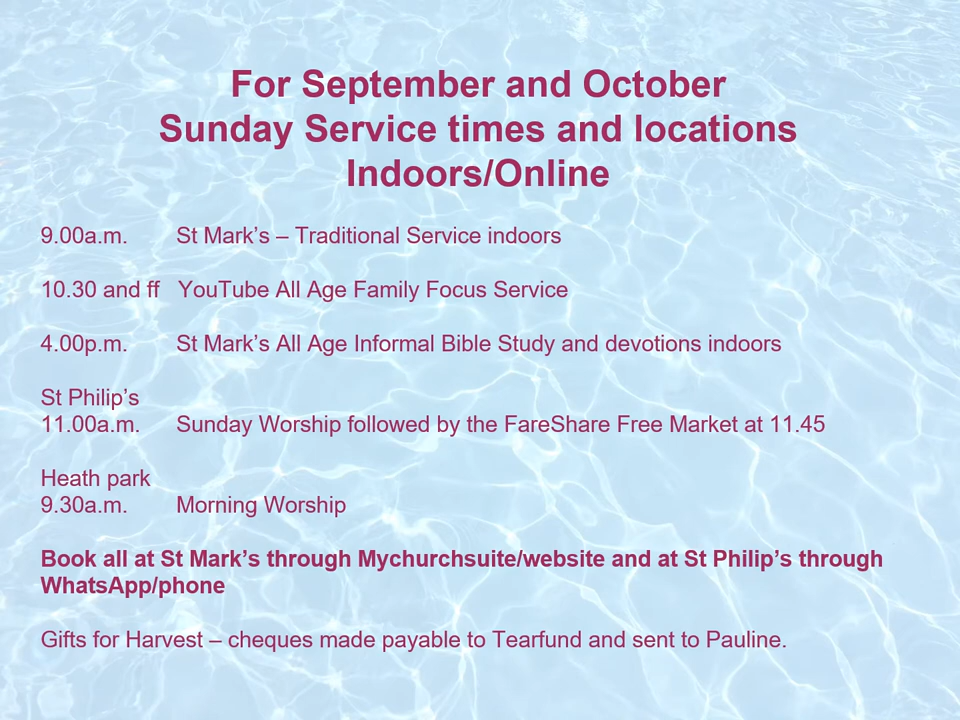 For September and October
Sunday Service times and locations
Indoors/Online
9.00a.m. St Mark’s – Traditional Service indoors
10.30 and ff YouTube All Age Family Focus Service
4.00p.m. St Mark’s All Age Informal Bible Study and devotions indoors
St Philip’s
11.00a.m. Sunday Worship followed by the FareShare Free Market at 11.45
Heath park
9.30a.m. Morning Worship
Book all at St Mark’s through Mychurchsuite/website and at St Philip’s through
WhatsApp/phone
Gifts for Harvest – cheques made payable to Tearfund and sent to Pauline.